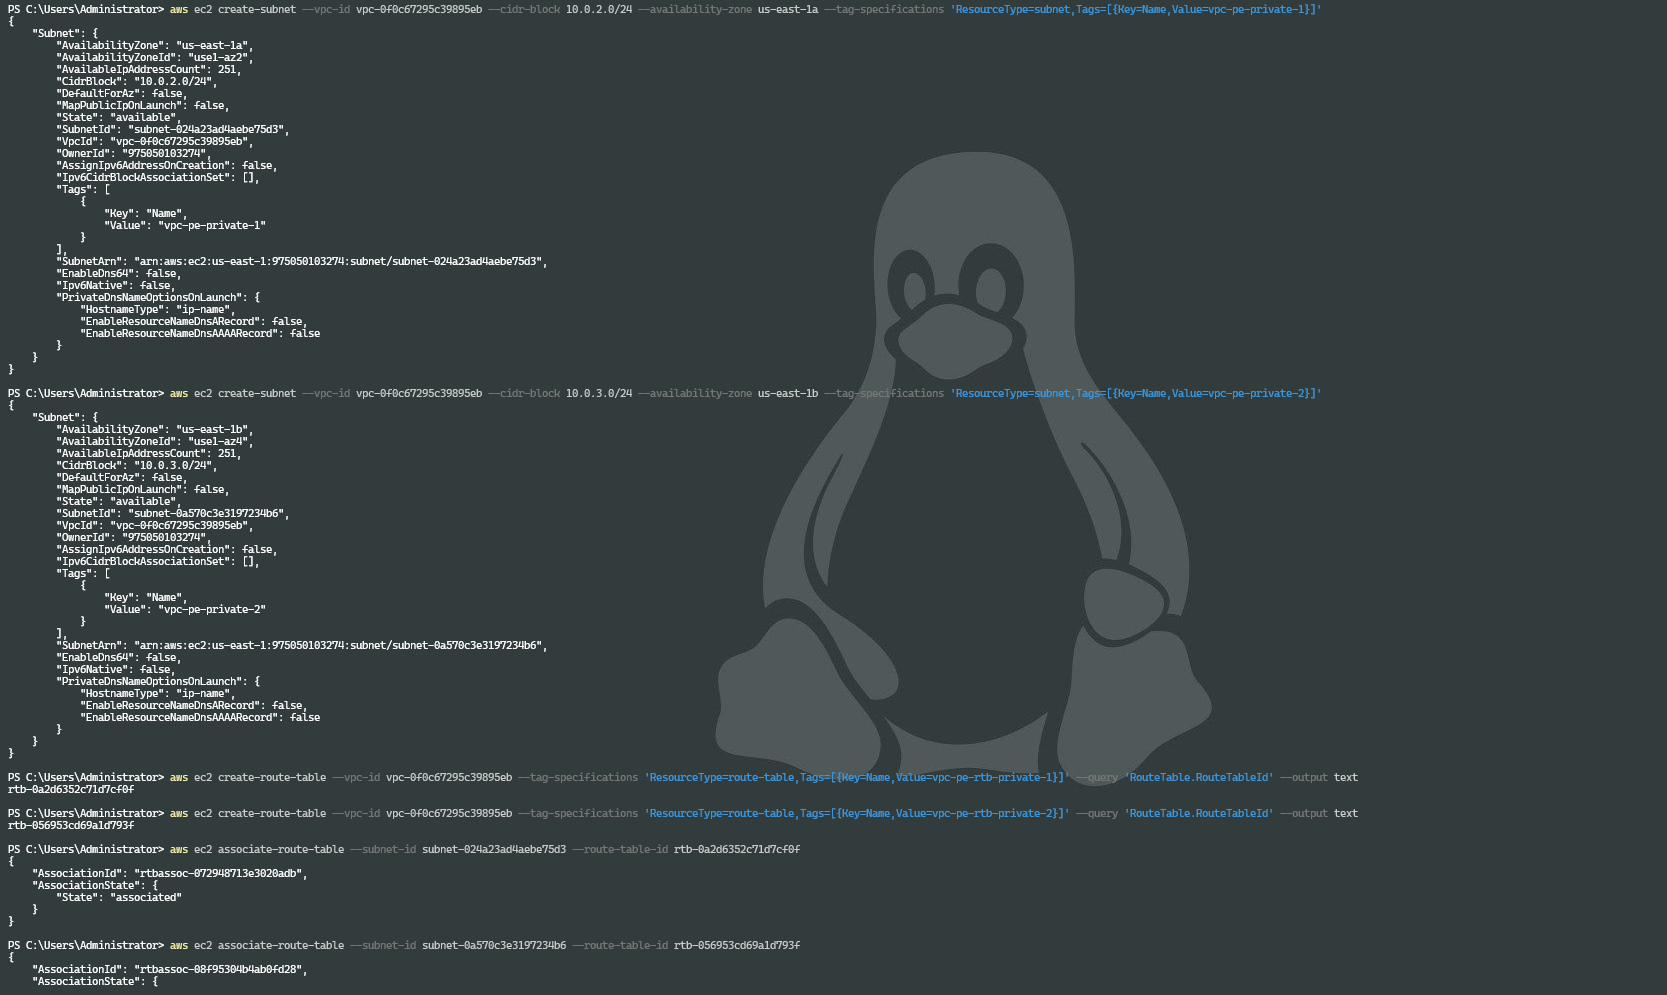 PS C:\Users\Administrator> aws ec2 create-subnet --vpc-id vpc-0f0c67295c39895eb --cidr-block 10.0.2.0/24 --availability-zone us-east-1a --tag-specifications 'ResourceType=subnet,Tags=[{Key=Name,Value=vpc-pe-private-1}]'
{
    "Subnet": {
        "AvailabilityZone": "us-east-1a",
        "AvailabilityZoneId": "use1-az2",
        "AvailableIpAddressCount": 251,
        "CidrBlock": "10.0.2.0/24",
        "DefaultForAz": false,
        "MapPublicIpOnLaunch": false,
        "State": "available",
        "SubnetId": "subnet-024a23ad4aebe75d3",
        "VpcId": "vpc-0f0c67295c39895eb",
        "OwnerId": "975050103274",
        "AssignIpv6AddressOnCreation": false,
        "Ipv6CidrBlockAssociationSet": [],
        "Tags": [
            {
                "Key": "Name",
                "Value": "vpc-pe-private-1"
            }
        ],
        "SubnetArn": "arn:aws:ec2:us-east-1:975050103274:subnet/subnet-024a23ad4aebe75d3",
        "EnableDns64": false,
        "Ipv6Native": false,
        "PrivateDnsNameOptionsOnLaunch": {
            "HostnameType": "ip-name",
            "EnableResourceNameDnsARecord": false,
            "EnableResourceNameDnsAAAARecord": false
        }
    }
}
PS C:\Users\Administrator> aws ec2 create-subnet --vpc-id vpc-0f0c67295c39895eb --cidr-block 10.0.3.0/24 --availability-zone us-east-1b --tag-specifications 'ResourceType=subnet,Tags=[{Key=Name,Value=vpc-pe-private-2}]'
{
    "Subnet": {
        "AvailabilityZone": "us-east-1b",
        "AvailabilityZoneId": "use1-az4",
        "AvailableIpAddressCount": 251,
        "CidrBlock": "10.0.3.0/24",
        "DefaultForAz": false,
        "MapPublicIpOnLaunch": false,
        "State": "available",
        "SubnetId": "subnet-0a570c3e3197234b6",
        "VpcId": "vpc-0f0c67295c39895eb",
        "OwnerId": "975050103274",
        "AssignIpv6AddressOnCreation": false,
        "Ipv6CidrBlockAssociationSet": [],
        "Tags": [
            {
                "Key": "Name",
                "Value": "vpc-pe-private-2"
            }
        ],
        "SubnetArn": "arn:aws:ec2:us-east-1:975050103274:subnet/subnet-0a570c3e3197234b6",
        "EnableDns64": false,
        "Ipv6Native": false,
        "PrivateDnsNameOptionsOnLaunch": {
            "HostnameType": "ip-name",
            "EnableResourceNameDnsARecord": false,
            "EnableResourceNameDnsAAAARecord": false
        }
    }
}
PS C:\Users\Administrator> aws ec2 create-route-table --vpc-id vpc-0f0c67295c39895eb --tag-specifications 'ResourceType=route-table,Tags=[{Key=Name,Value=vpc-pe-rtb-private-1}]' --query 'RouteTable.RouteTableId' --output text
rtb-0a2d6352c71d7cf0f
PS C:\Users\Administrator> aws ec2 create-route-table --vpc-id vpc-0f0c67295c39895eb --tag-specifications 'ResourceType=route-table,Tags=[{Key=Name,Value=vpc-pe-rtb-private-2}]' --query 'RouteTable.RouteTableId' --output text
rtb-056953cd69a1d793f
PS C:\Users\Administrator> aws ec2 associate-route-table --subnet-id subnet-024a23ad4aebe75d3 --route-table-id rtb-0a2d6352c71d7cf0f
{
    "AssociationId": "rtbassoc-072948713e3020adb",
    "AssociationState": {
        "State": "associated"
    }
}
PS C:\Users\Administrator> aws ec2 associate-route-table --subnet-id subnet-0a570c3e3197234b6 --route-table-id rtb-056953cd69a1d793f
{
    "AssociationId": "rtbassoc-08f95304b4ab0fd28",
    "AssociationState": {